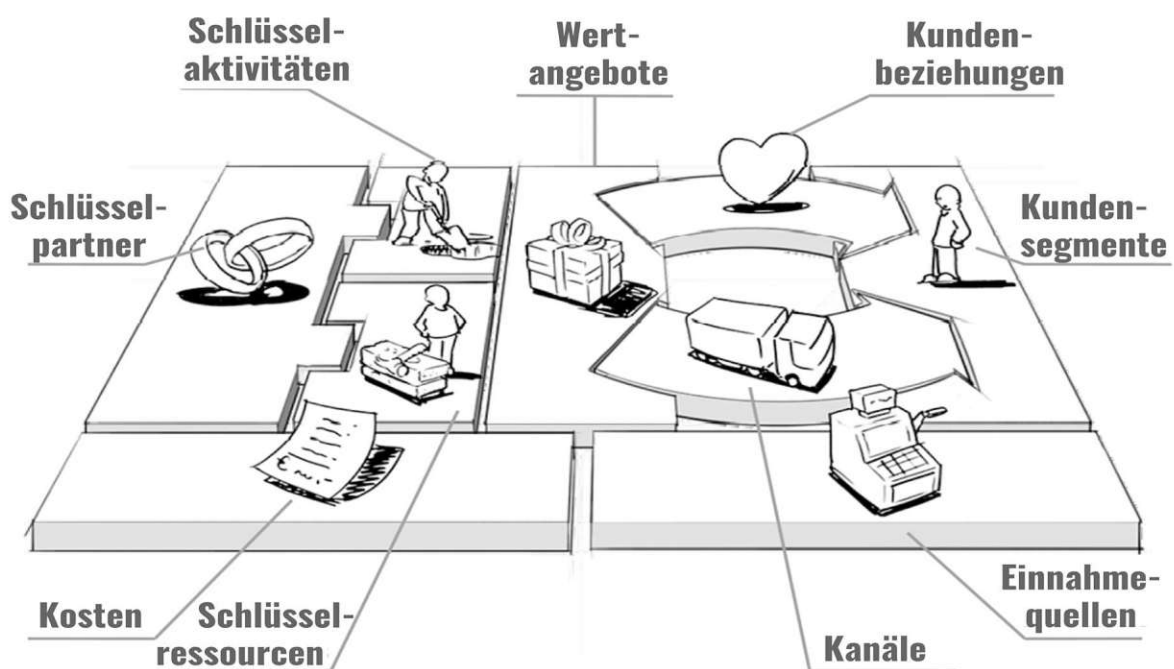 Schlüssel-
aktivitäten
Wert-
angebote
Kunden-
beziehungen
Schlüssel-
partner
Kunden-
segmente
Kosten
Schlüssel-
ressourcen
Kanäle
Einnahme-
quellen